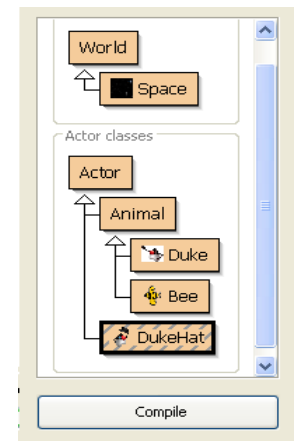 World
Space
Actor classes
Actor
Animal
Duke
Bee
DukeHat
Compile